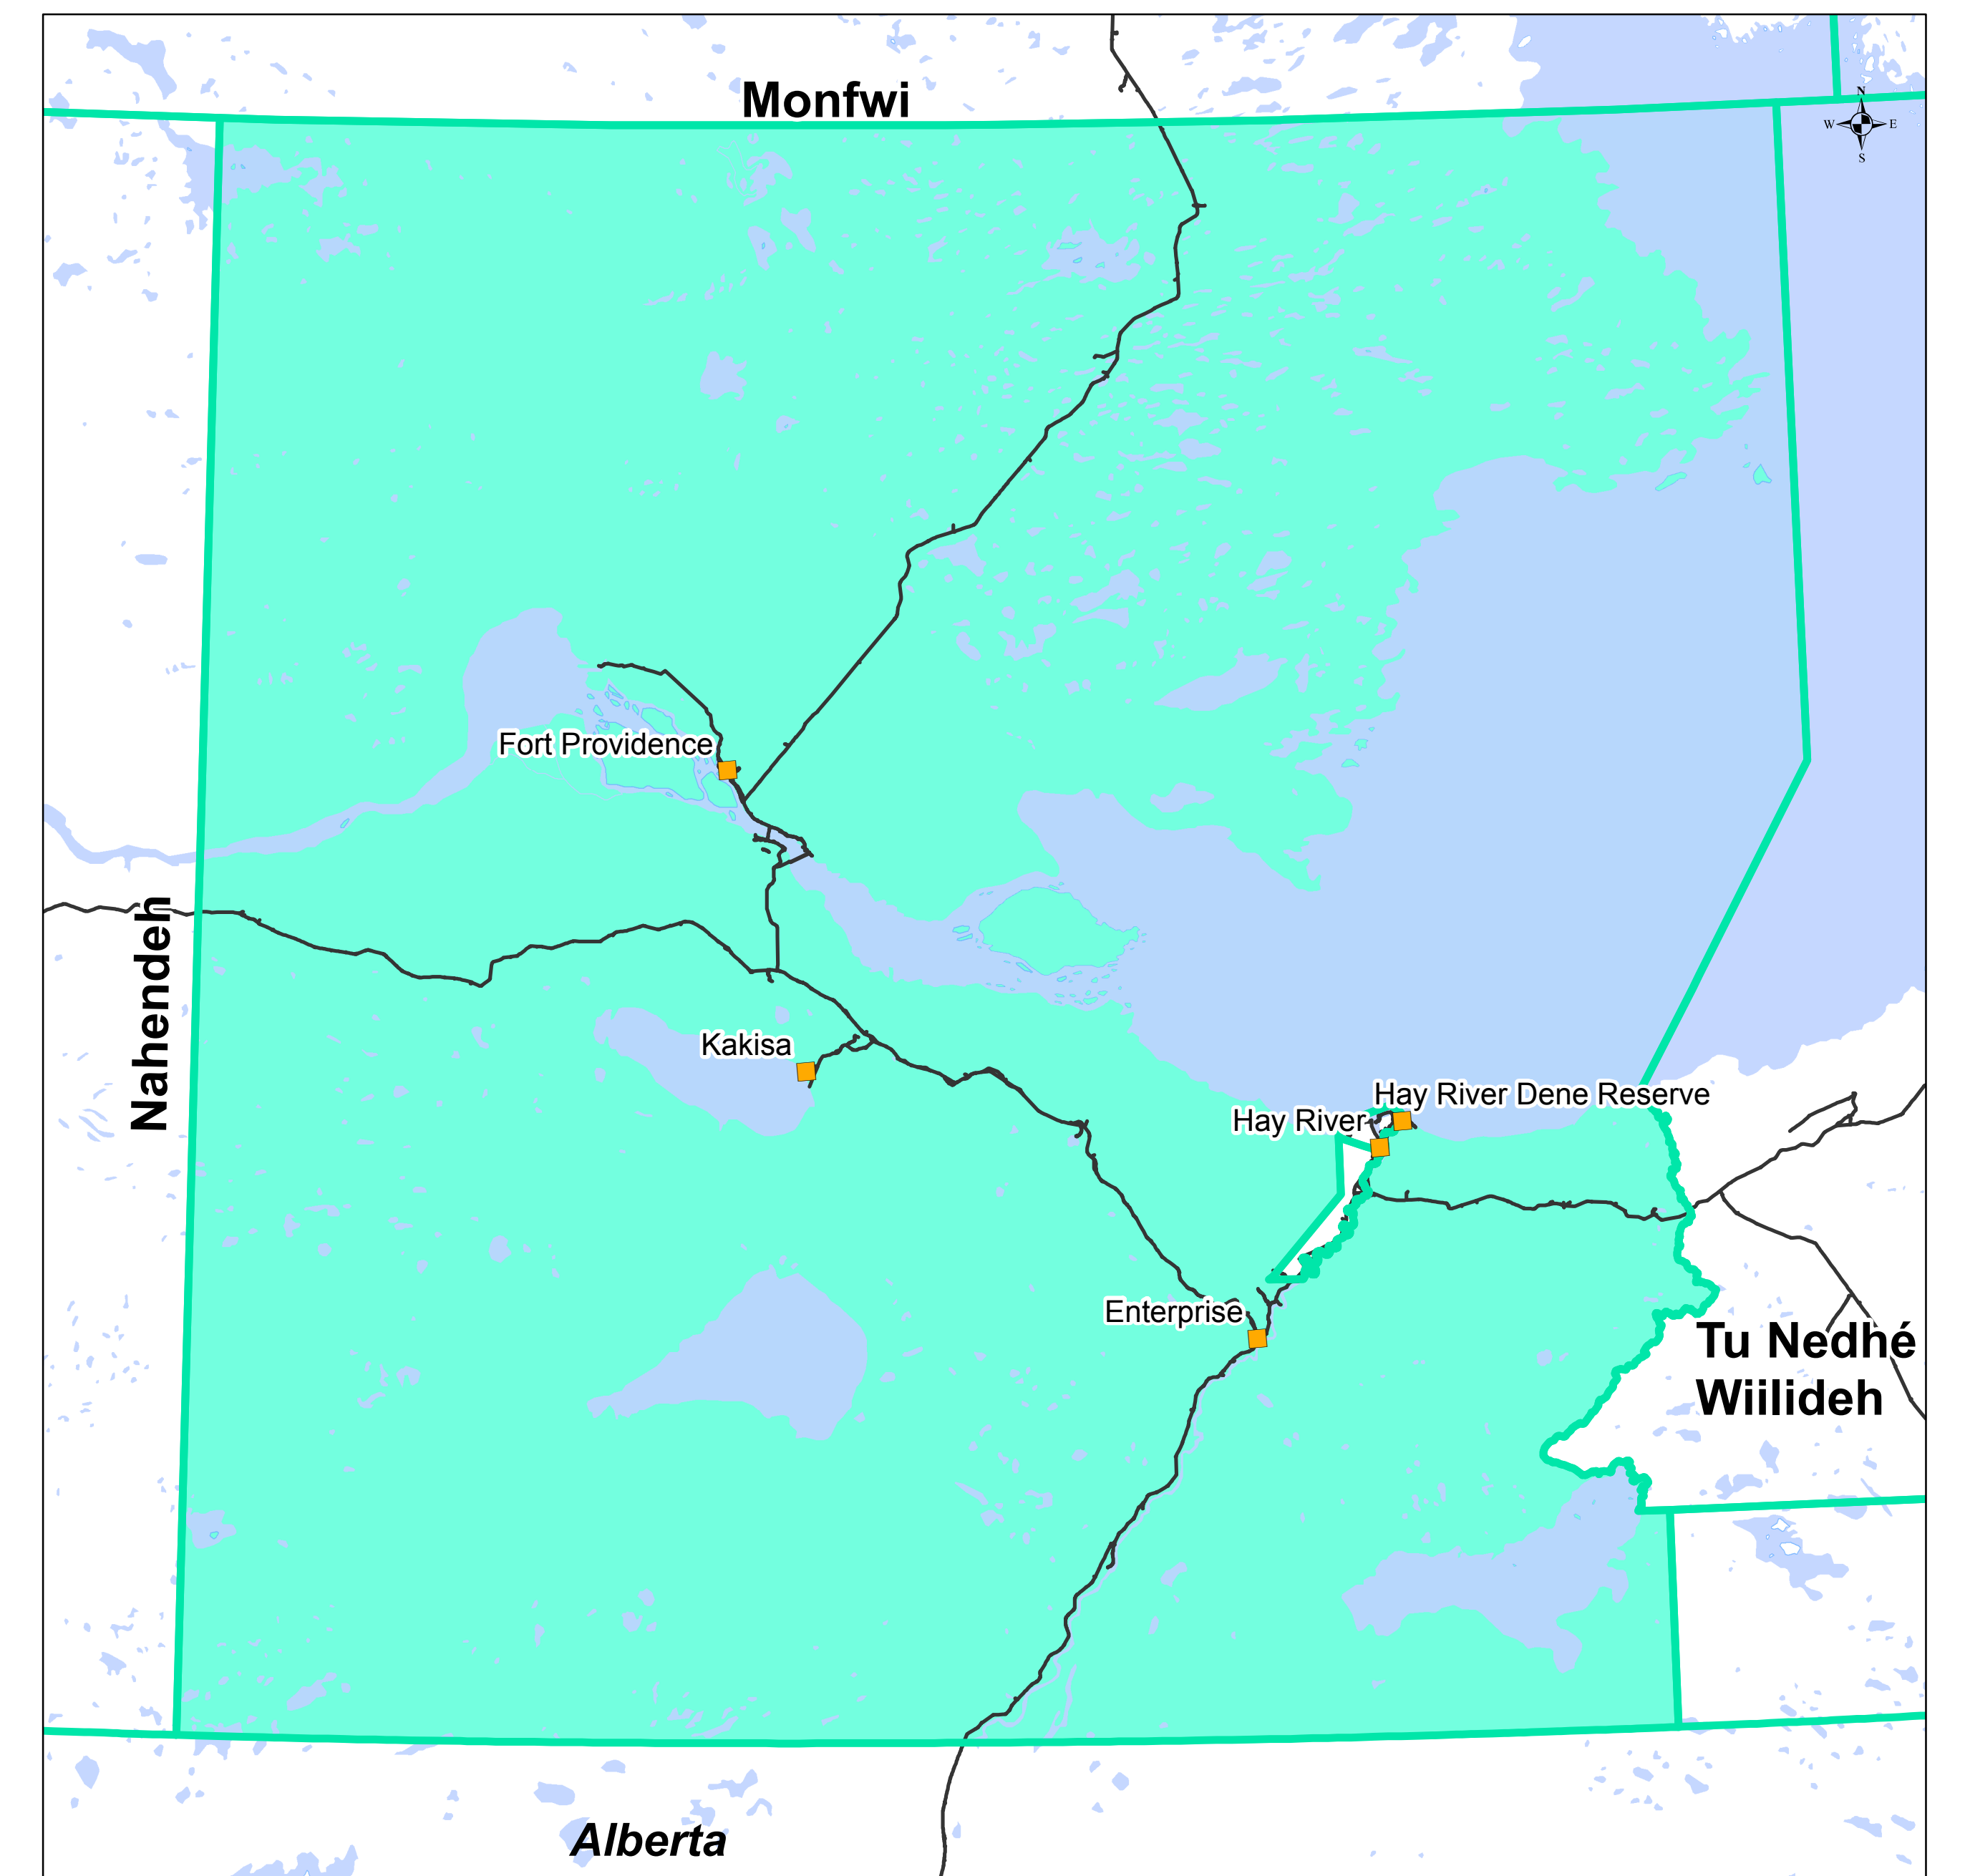 Monfwi
N
W E
S
Fort Providence
Nahendeh
Kakisa
Hay River Dene Reserve
Hay River
Enterprise
Tu Nedhé
Wiilideh
Alberta